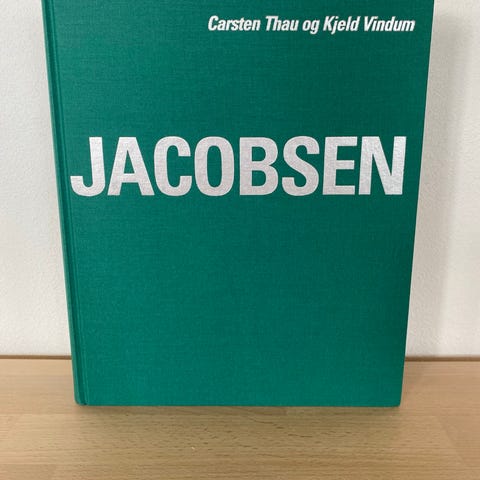 Carsten Thau og Kjeld Vindum
JACOBSEN